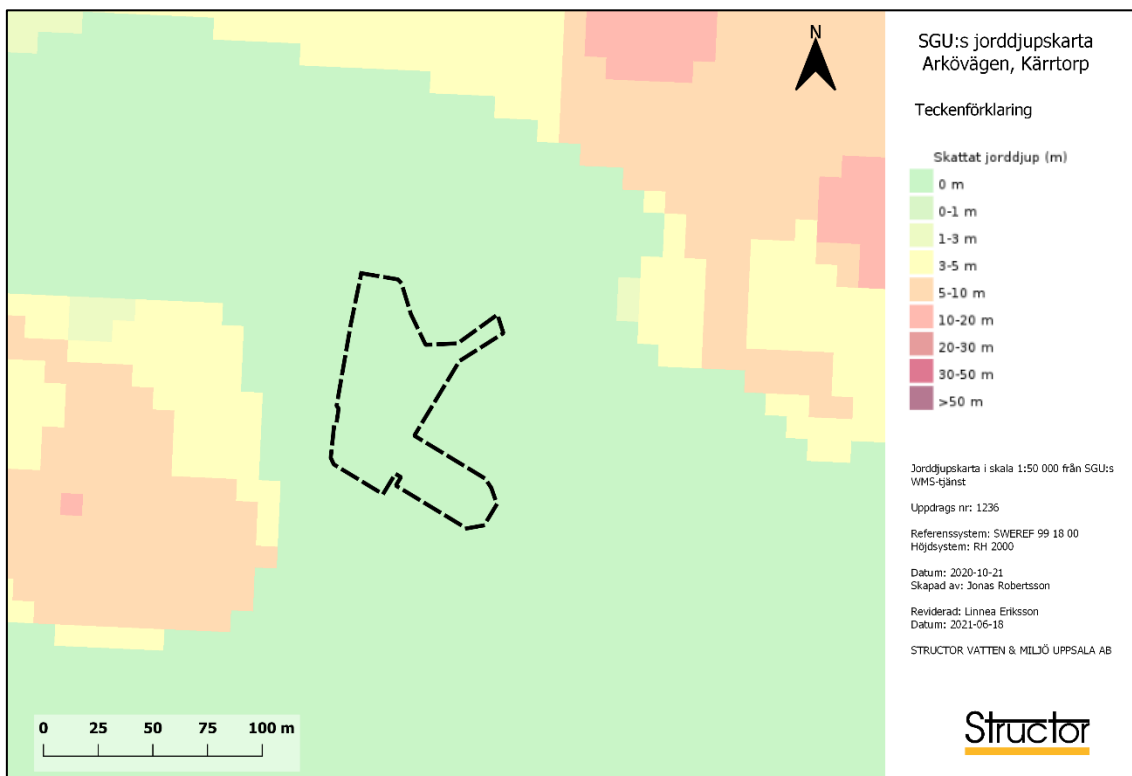 N
0 25 50 75 100 m
SGU:s jorddjupskarta
Arkövägen, Kärrtorp
Teckenförklaring
Skattat jorddjup (m)
0 m
0-1 m
1-3 m
3-5 m
5-10 m
10-20 m
20-30 m
30-50 m
>50 m
Jorddjupskarta i skala 1:50 000 från SGU:s
WMS-tjänst
Uppdrags nr: 1236
Referenssystem: SWEREF 99 18 00
Höjdsystem: RH 2000
Datum: 2020-10-21
Skapad av: Jonas Robertsson
Reviderad: Linnea Eriksson
Datum: 2021-06-18
STRUCTOR VATTEN & MILJÖ UPPSALA AB
Structor